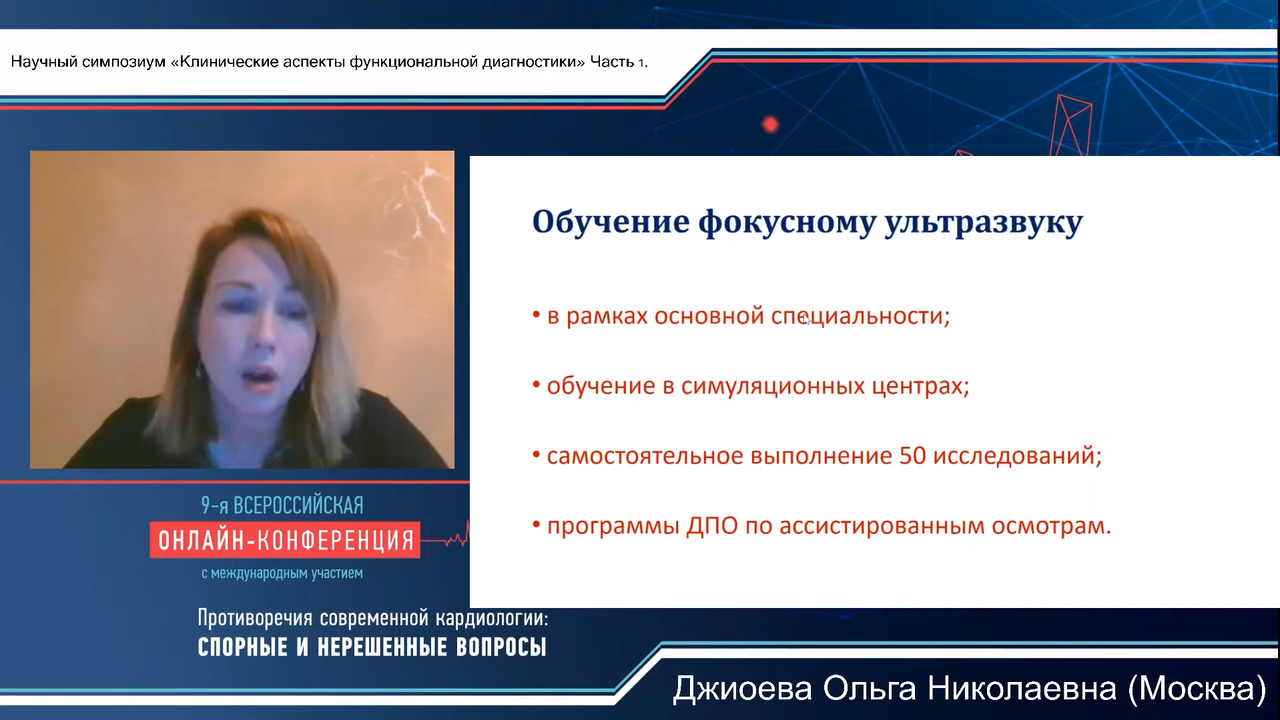 Научный симпозиум «Клинические аспекты функциональной диагностики» Часть 1.
Обучение фокусному ультразвуку
• в рамках основной специальности;
• обучение в симуляционных центрах;
• самостоятельное выполнение 50 исследований;
• программы ДПО по ассистированным осмотрам.
9-я ВСЕРОССИЙСКАЯ
ОНЛАЙН-КОНФЕРЕНЦИЯ
с международным участием
Противоречия современной кардиологии:
СПОРНЫЕ И НЕРЕШЕННЫЕ ВОПРОСЫ
Джиоева Ольга Николаевна (Москва)